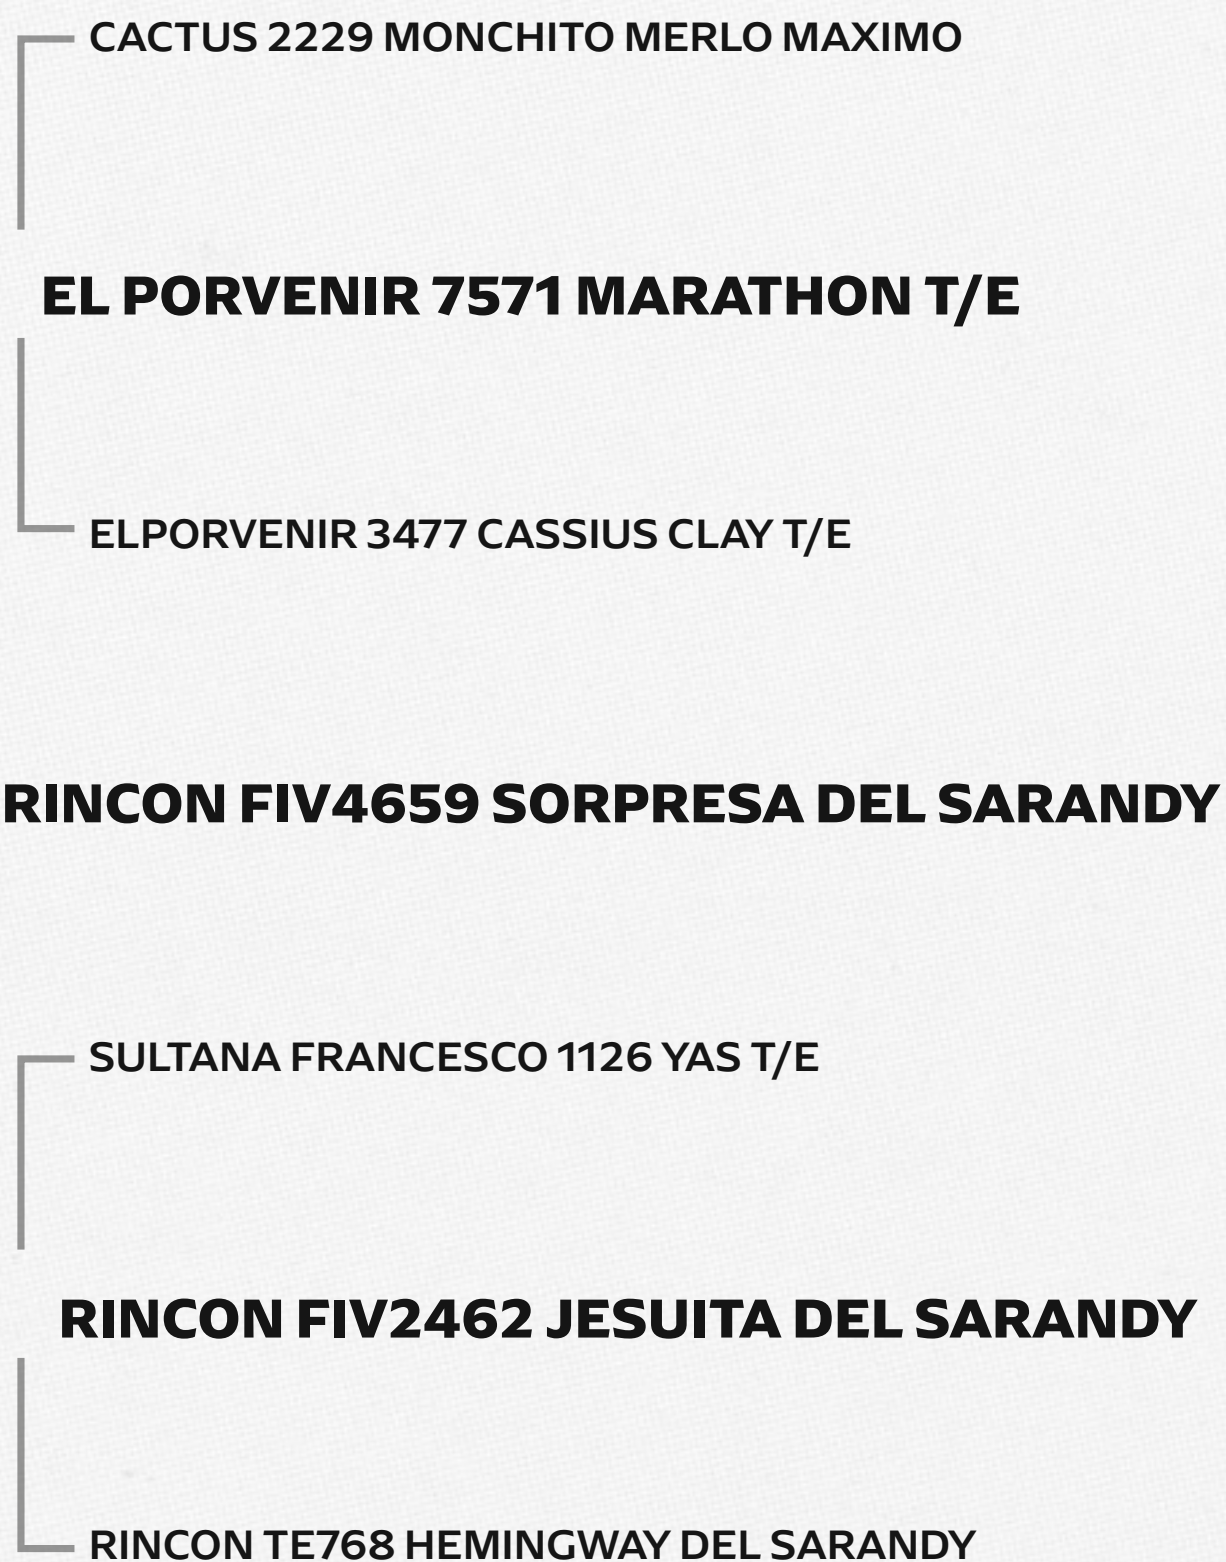 CACTUS 2229 MONCHITO MERLO MAXIMO
EL PORVENIR 7571 MARATHON T/E
ELPORVENIR 3477 CASSIUS CLAY T/E
RINCON FIV4659 SORPRESA DEL SARANDY
SULTANA FRANCESCO 1126 YAS T/E
RINCON FIV2462 JESUITA DEL SARANDY
RINCON TE768 HEMINGWAY DEL SARANDY